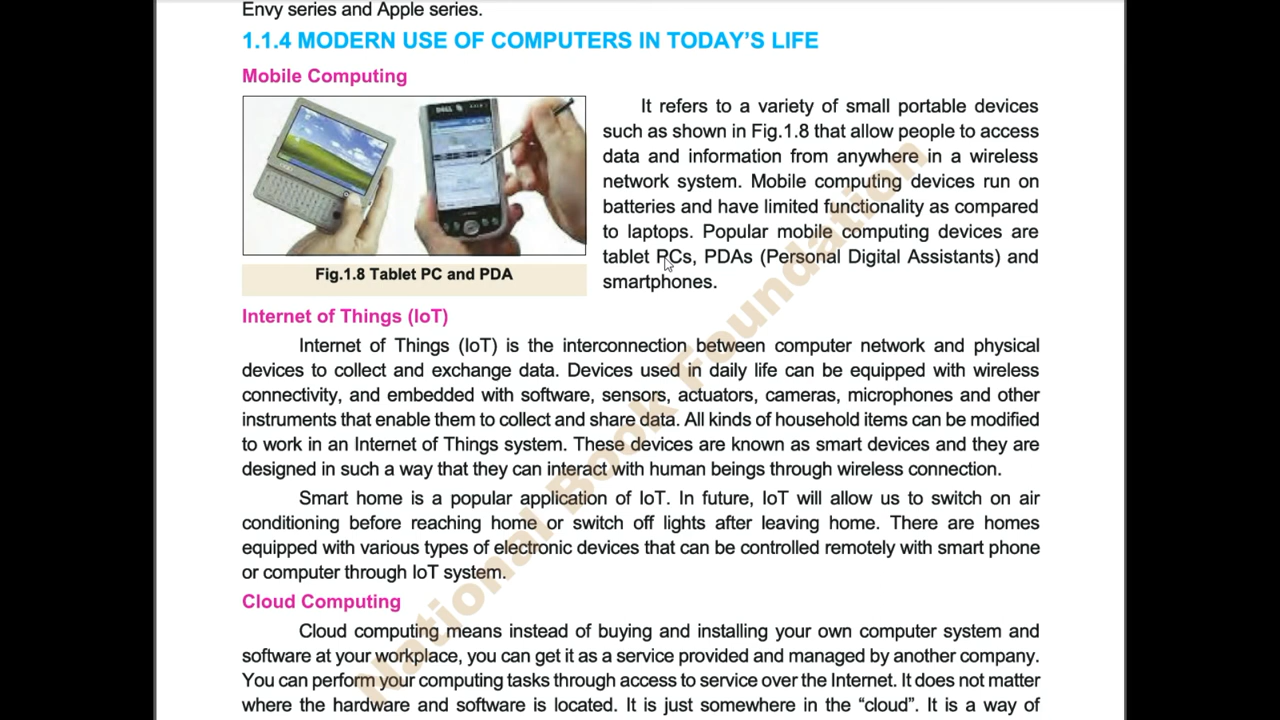 Envy series and Apple series.
1.1.4 MODERN USE OF COMPUTERS IN TODAY'S LIFE
Mobile Computing
DELL
Fig.1.8 Tablet PC and PDA
It refers to a variety of small portable devices
such as shown in Fig.1.8 that allow people to access
data and information from anywhere in a wireless
network system. Mobile computing devices run on
batteries and have limited functionality as compared
to laptops. Popular mobile computing devices are
tablet PCs, PDAs (Personal Digital Assistants) and
smartphones.
Internet of Things (IoT)
Internet of Things (IoT) is the interconnection between computer network and physical
devices to collect and exchange data. Devices used in daily life can be equipped with wireless
connectivity, and embedded with software, sensors, actuators, cameras, microphones and other
instruments that enable them to collect and share data. All kinds of household items can be modified
to work in an Internet of Things system. These devices are known as smart devices and they are
designed in such a way that they can interact with human beings through wireless connection.
Smart home is a popular application of IoT. In future, IoT will allow us to switch on air
conditioning before reaching home or switch off lights after leaving home. There are homes
equipped with various types of electronic devices that can be controlled remotely with smart phone
or computer through IoT system.
Cloud Computing
Cloud computing means instead of buying and installing your own computer system and
software at your workplace, you can get it as a service provided and managed by another company.
You can perform your computing tasks through access to service over the Internet. It does not matter
where the hardware and software is located. It is just somewhere in the “cloud”. It is a way of
National Book Foundation